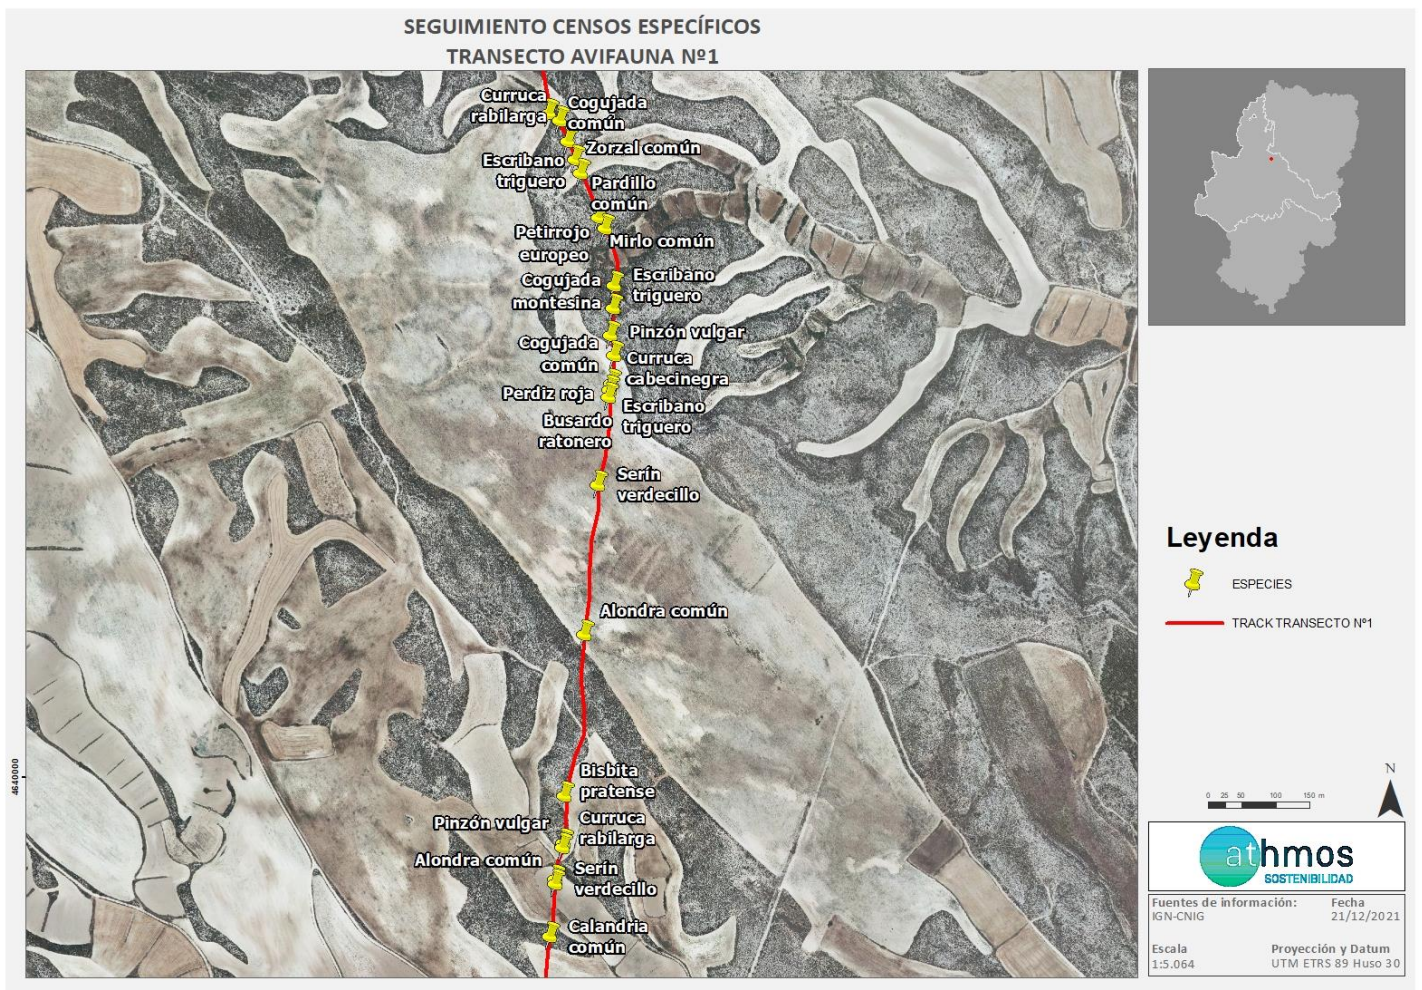 SEGUIMIENTO CENSOS ESPECÍFICOS
TRANSECTO AVIFAUNA Nº1
Curruca
rabilarga
Cogujada
común
Zorzal común
Escribano
triguero
Pardillo
común
Petirrojo
europeo
Mirlo común
Cogujada
montesina
Escribano
triguero
Pinzón vulgar
Cogujada
común
Curruca
cabecinegra
Perdiz roja
Escribano
triguero
Busardo
ratonero
Serín
verdecillo
Alondra común
Bisbita
pratense
Pinzón vulgar
Curruca
rabilarga
Alondra común
Serín
verdecillo
Calandria
común
4640000
Leyenda
ESPECIES
TRACK TRANSECTO Nº1
N
0 25 50 100 150 m
athmos
SOSTENIBILIDAD
Fuentes de información: Fecha
IGN-CNIG 21/12/2021
Escala Proyección y Datum
1:5.064 UTM ETRS 89 Huso 30